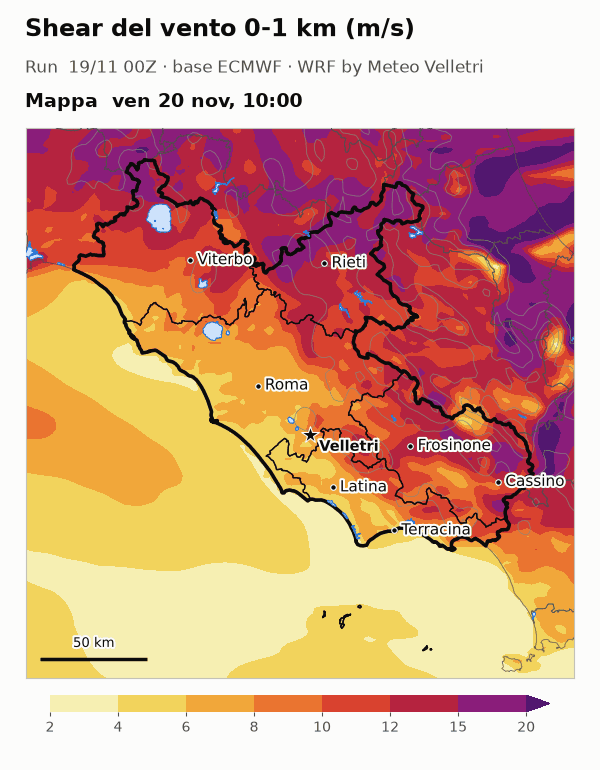 Shear del vento 0-1 km (m/s)
Run  19/11 00Z · base ECMWF · WRF by Meteo Velletri
Mappa  ven 20 nov, 10:00
Viterbo
Rieti
Roma
Velletri
Frosinone
Latina
Cassino
Terracina
50 km
2 4 6 8 10 12 15 20